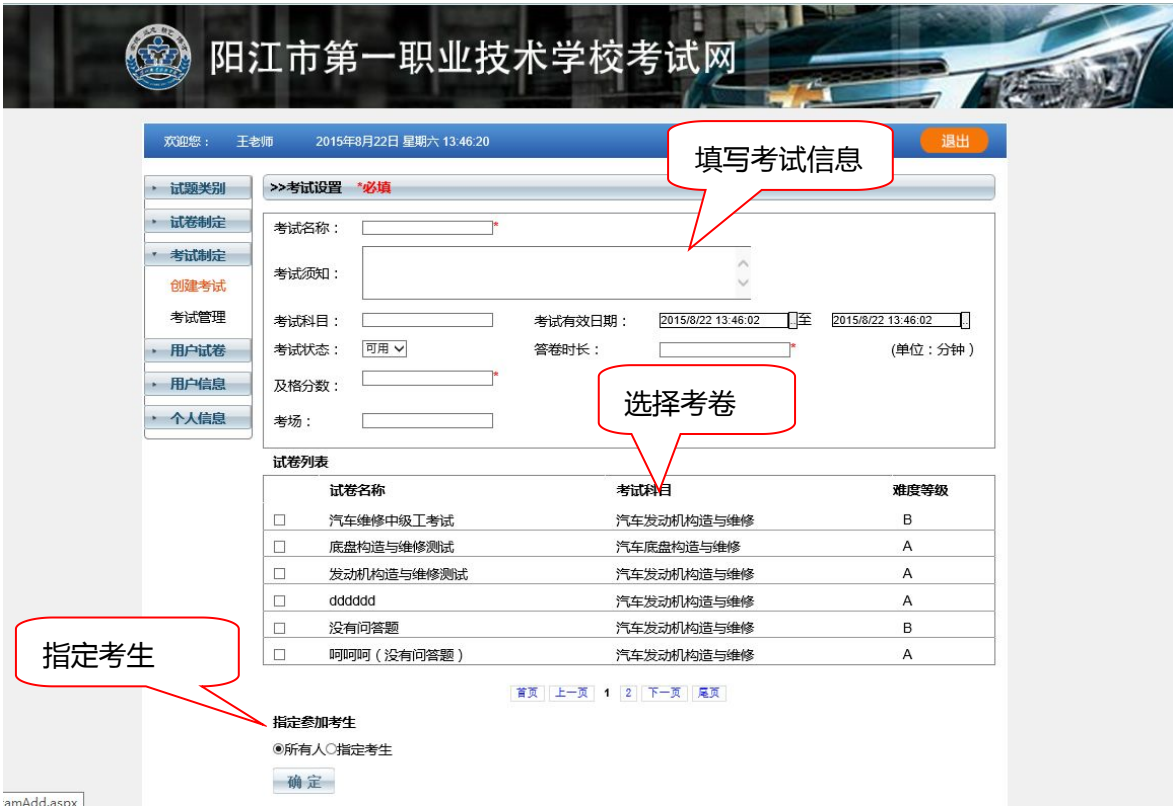 阳江市第一职业技术学校考试网
欢迎您： 王老师 2015年8月22日 星期六 13:46:20 退出
填写考试信息
试题类别
试卷制定
考试制定
创建考试
考试管理
用户试卷
用户信息
个人信息
>>考试设置 *必填
考试名称： *
考试须知：
考试科目： 考试有效日期： 2015/8/22 13:46:02 至 2015/8/22 13:46:02
考试状态： 可用 答卷时长： * (单位：分钟 )
及格分数： *
选择考卷
考场：
试卷列表
试卷名称 考试科目 难度等级
汽车维修中级工考试 汽车发动机构造与维修 B
底盘构造与维修测试 汽车底盘构造与维修 A
发动机构造与维修测试 汽车发动机构造与维修 A
dddddd 汽车发动机构造与维修 A
没有问答题 汽车发动机构造与维修 B
呵呵呵（没有问答题） 汽车发动机构造与维修 A
首页 上一页 1 2 下一页 尾页
指定考生
指定参加考生
所有人 指定考生
确 定
amAdd.aspx